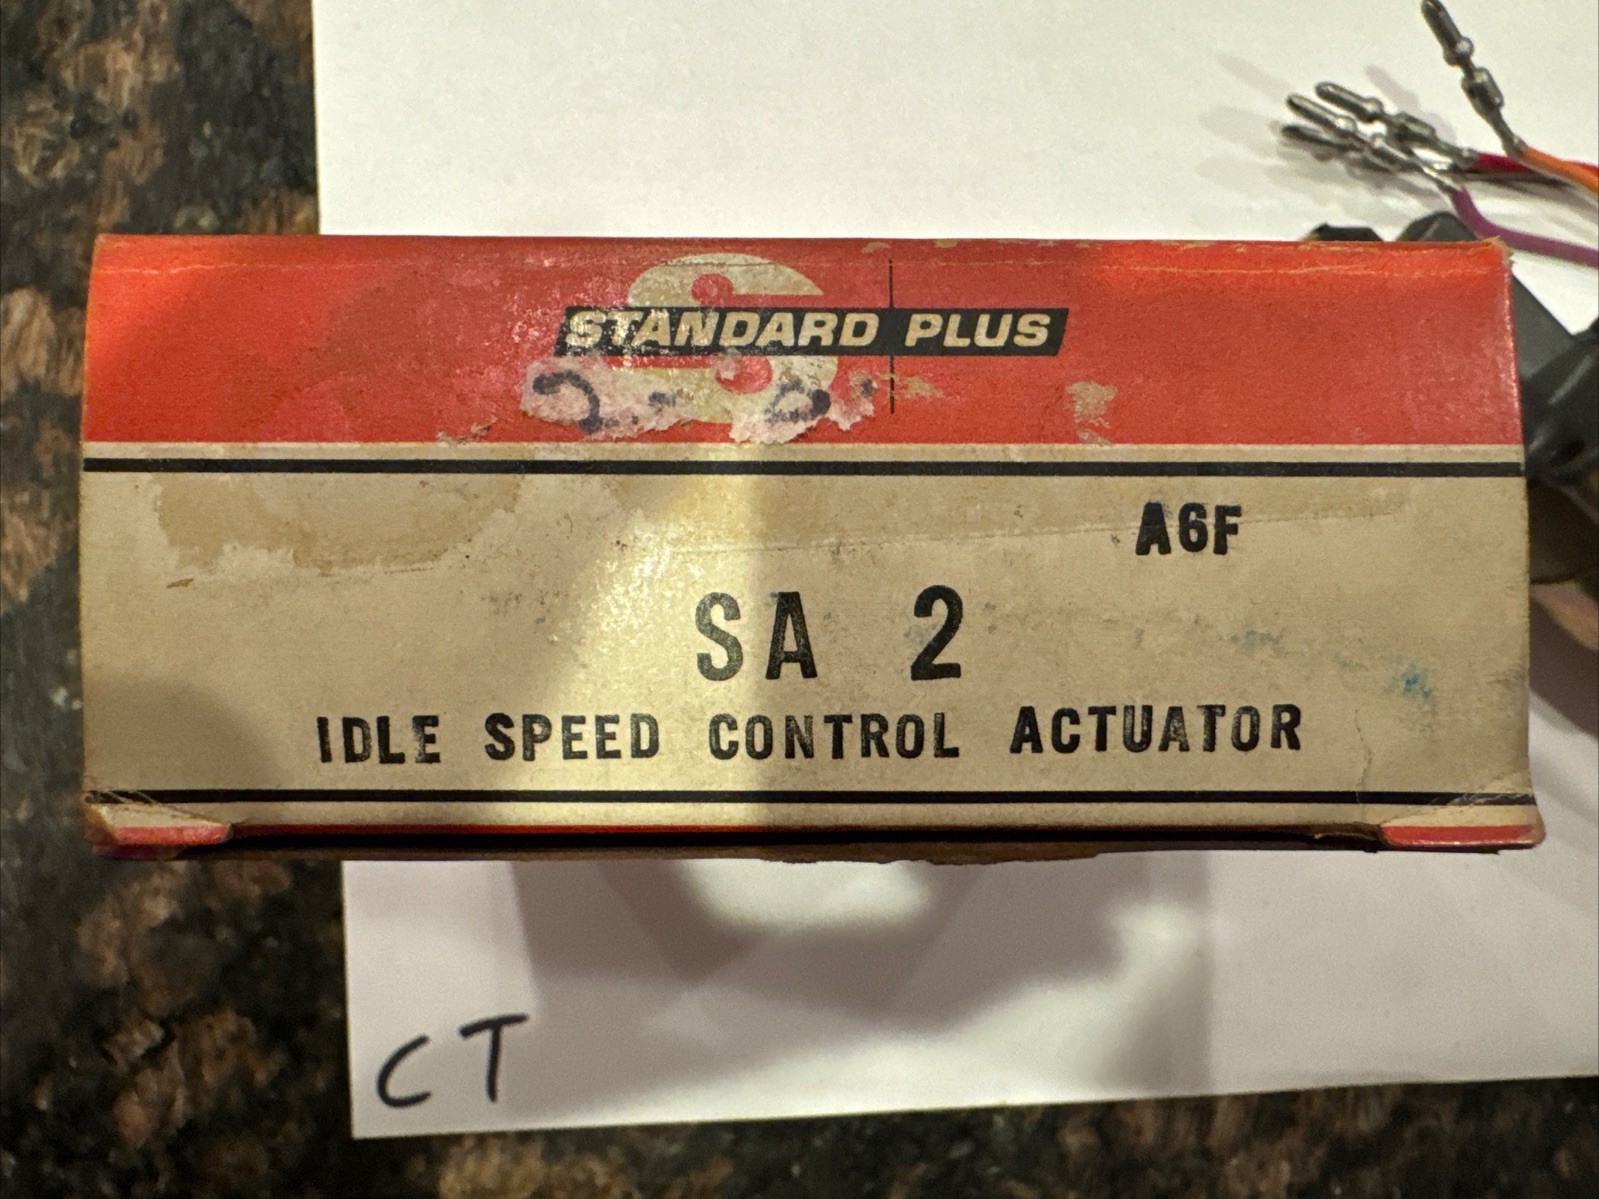 STANDARD PLUS
A6F
SA 2
IDLE SPEED CONTROL ACTUATOR
CT